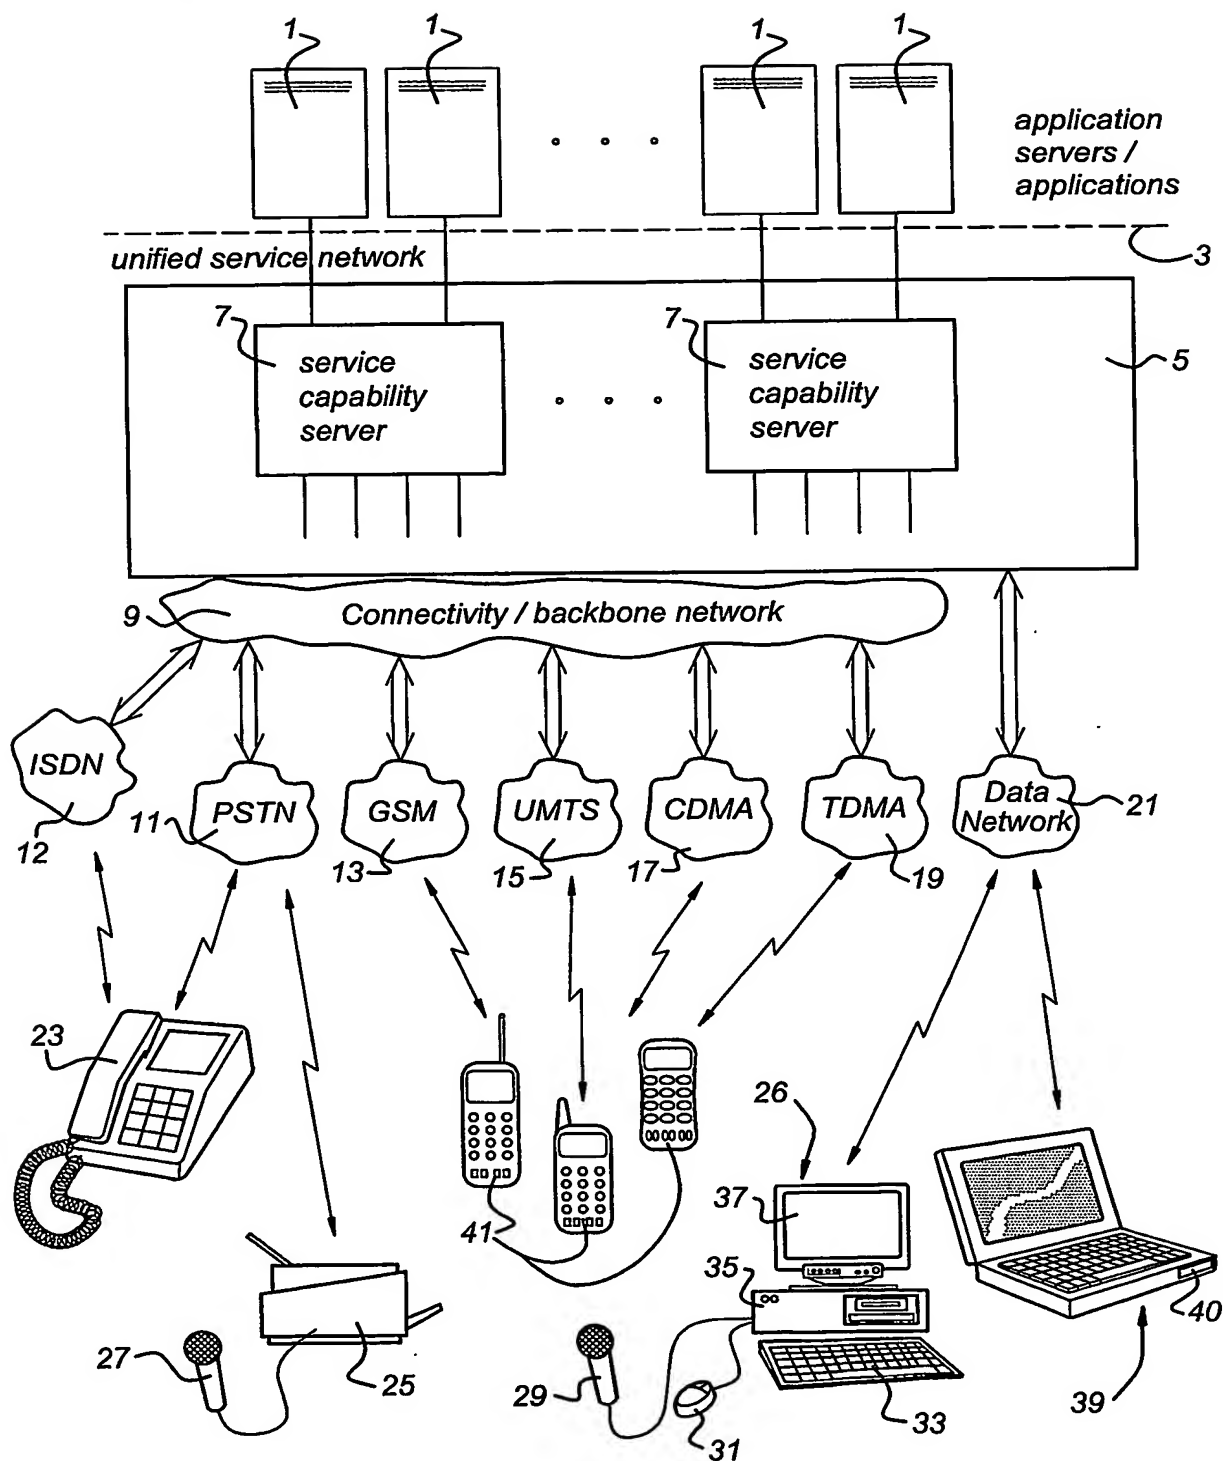 1 1 1 1
application
servers /
applications
3
unified service network
7 service
capability
server
7 service
capability
server
5
9 Connectivity / backbone network
ISDN
12
PSTN
11
GSM
13
UMTS
15
CDMA
17
TDMA
19
Data
Network
21
23
41
26
37
35
40
27
25
29
31
33
39